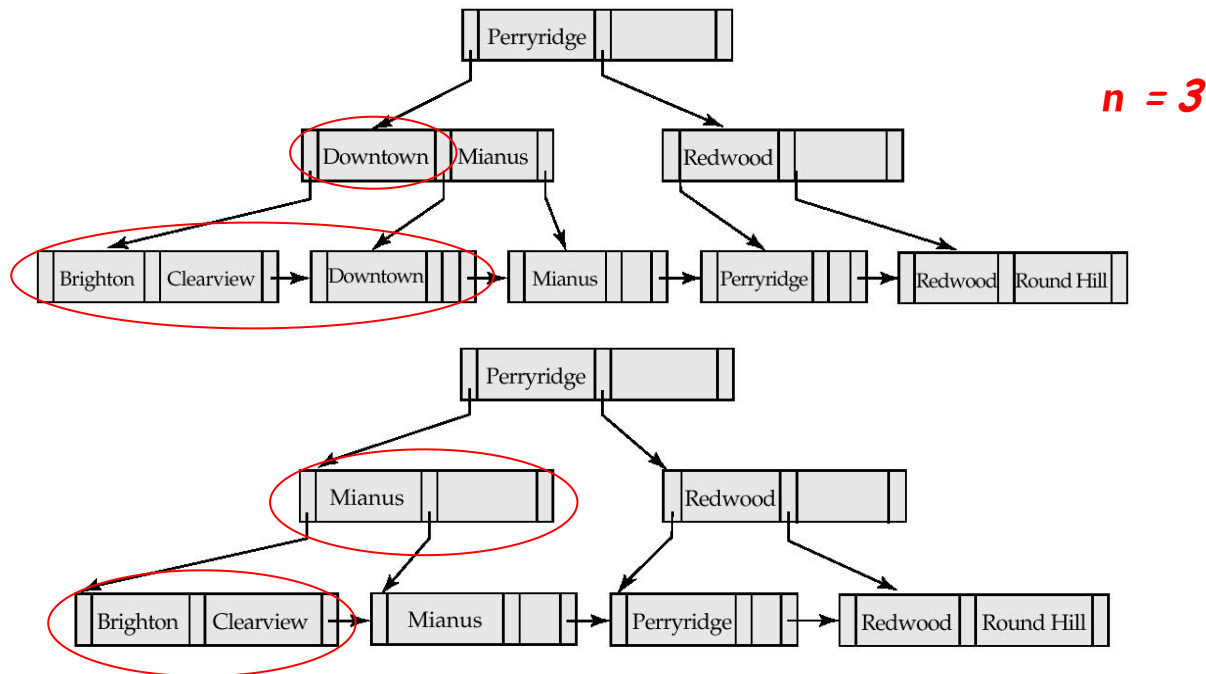 Perryridge
n = 3
Downtown Mianus Redwood
Brighton Clearview Downtown Mianus Perryridge Redwood Round Hill
Perryridge
Mianus Redwood
Brighton Clearview Mianus Perryridge Redwood Round Hill